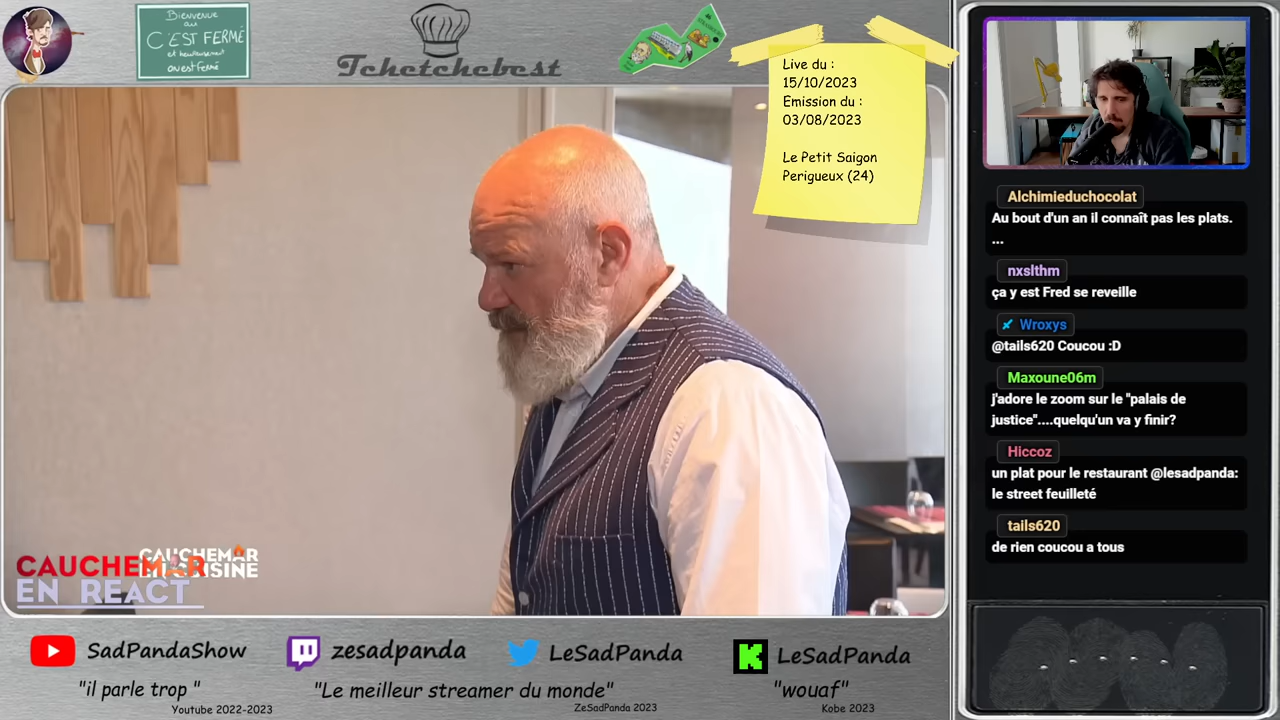 Bienvenue
au
C'EST FERMÉ
et heureusement
on est fermé
Tchetchebest
Live du :
15/10/2023
Emission du :
03/08/2023
Le Petit Saigon
Perigueux (24)
CAUCHEMAR
EN REACT
CAUCHEMAR
EN CUISINE
SadPandaShow
"il parle trop "
Youtube 2022-2023
zesadpanda
"Le meilleur streamer du monde"
ZeSadPanda 2023
LeSadPanda
K
LeSadPanda
"wouaf"
Kobe 2023
Alchimieduchocolat
Au bout d'un an il connaît pas les plats.
...
nxslthm
ça y est Fred se reveille
Wroxys
@tails620 Coucou :D
Maxoune06m
j'adore le zoom sur le "palais de
justice"....quelqu'un va y finir?
Hiccoz
un plat pour le restaurant @lesadpanda:
le street feuilleté
tails620
de rien coucou a tous